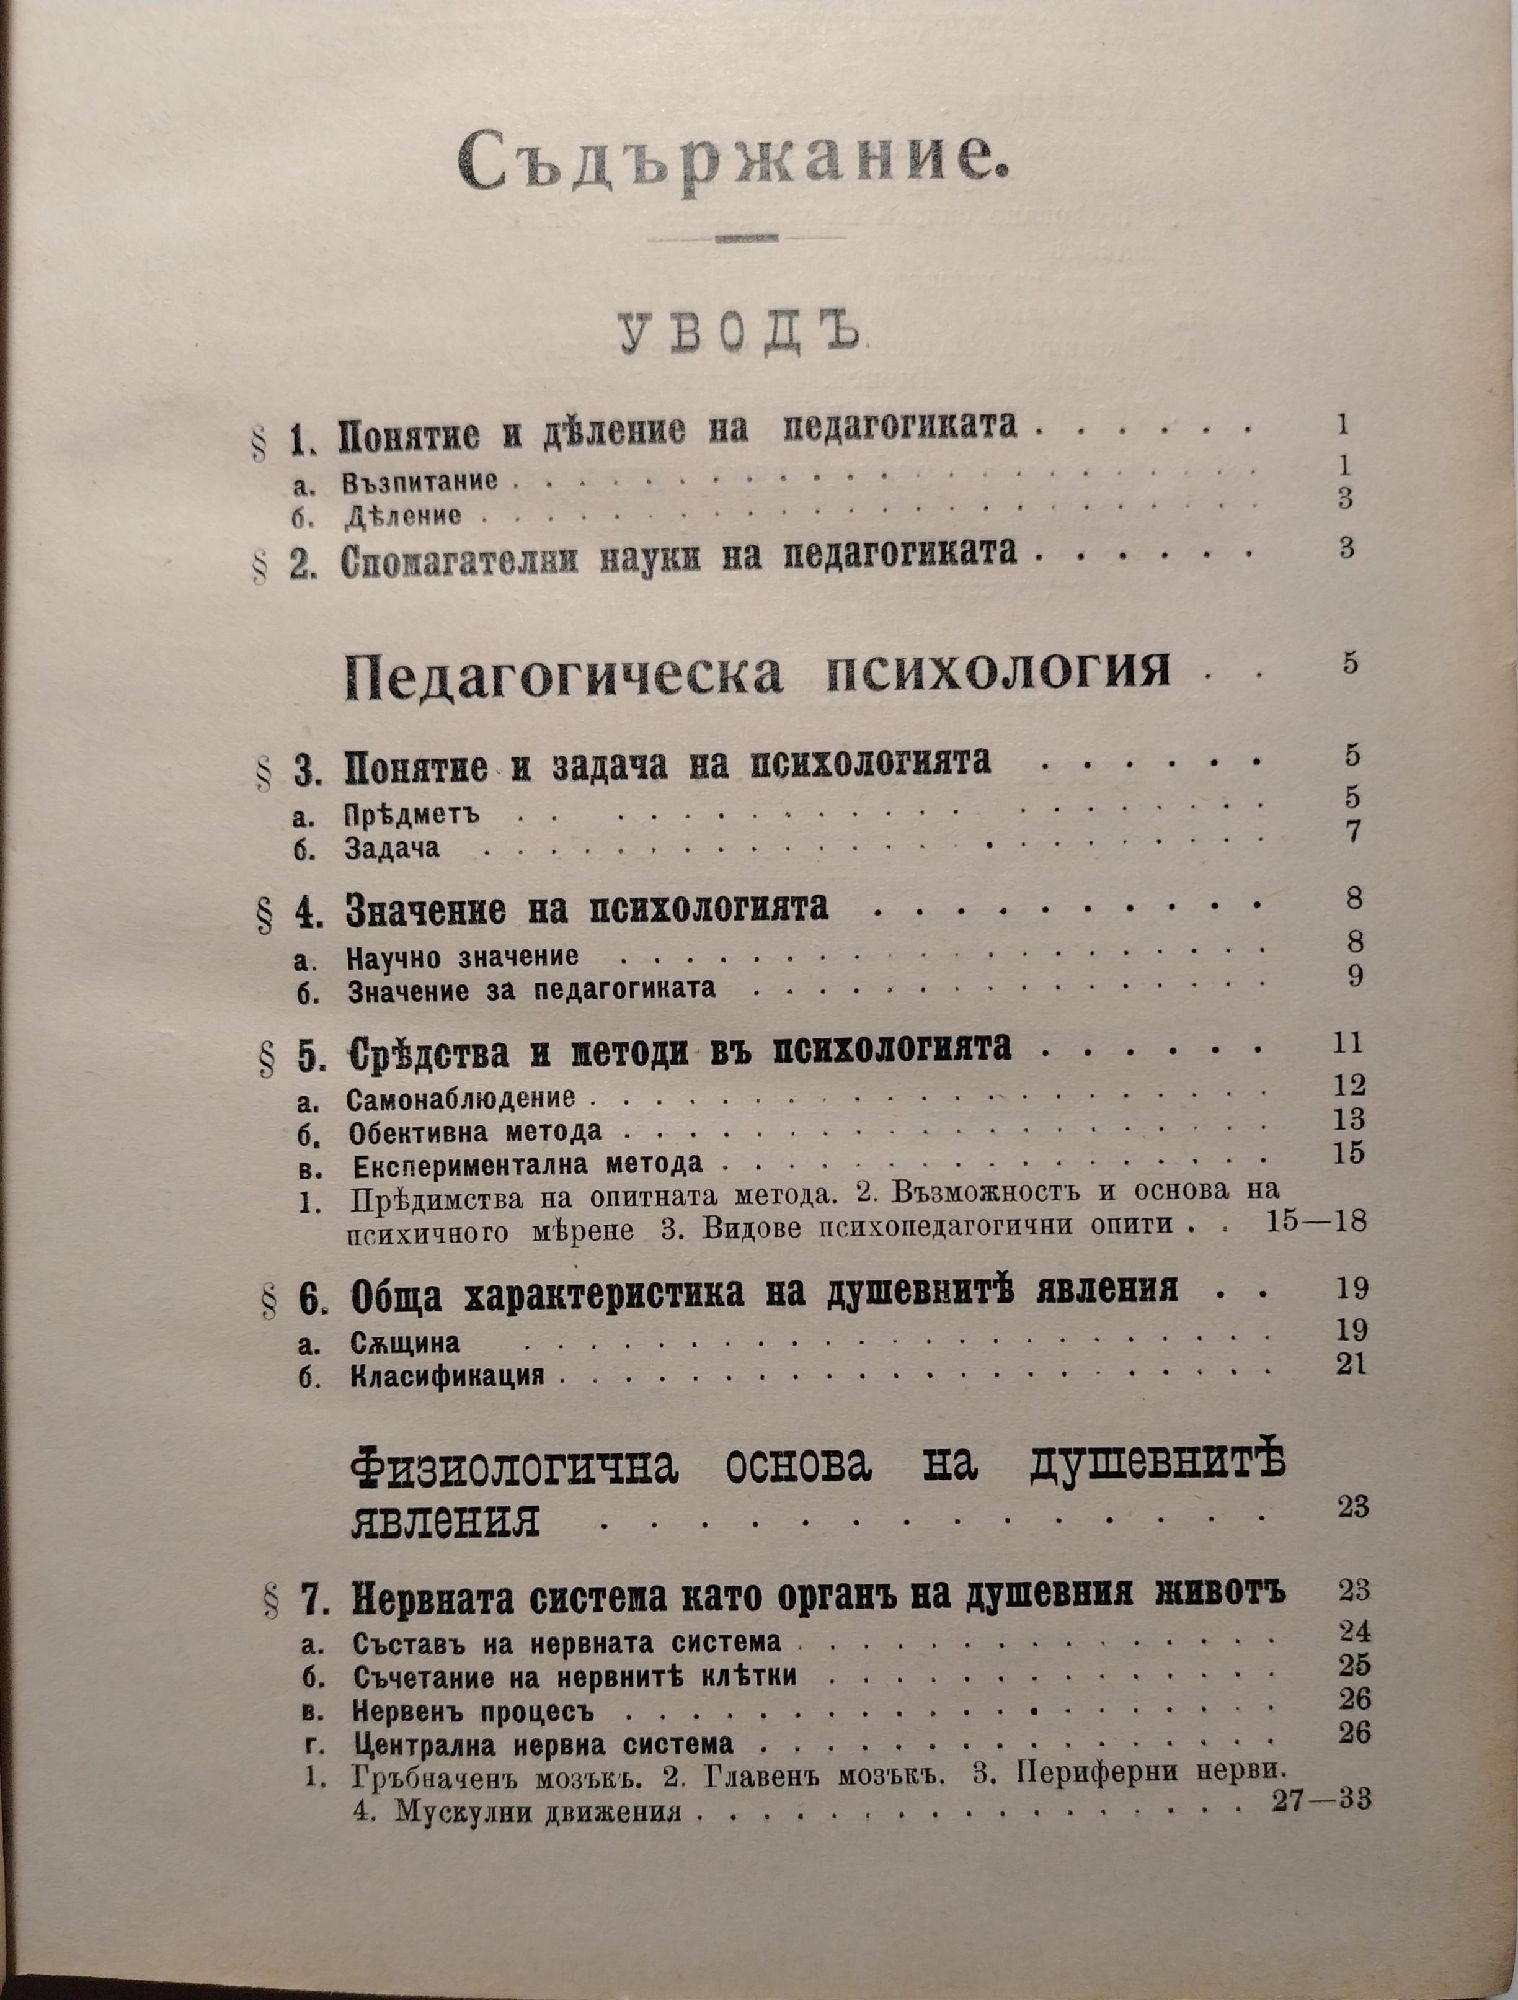 Съдържание.
УВОДЪ.
§ 1. Понятие и дѣление на педагогиката . . . . . . 1
а. Възпитание . . . . . . . . . . . . . . . . . . . . . . . 1
б. Дѣление . . . . . . . . . . . . . . . . . . . . . . . . 3
§ 2. Спомагателни науки на педагогиката . . . . . . 3
Педагогическа психология . . 5
§ 3. Понятие и задача на психологията . . . . . . 5
а. Прѣдметъ . . . . . . . . . . . . . . . . . . . . . . 5
б. Задача . . . . . . . . . . . . . . . . . . . . . . . . 7
§ 4. Значение на психологията . . . . . . . . . . 8
а. Научно значение . . . . . . . . . . . . . . . . . . . . 8
б. Значение за педагогиката . . . . . . . . . . . . . . . . 9
§ 5. Срѣдства и методи въ психологията . . . . . . 11
а. Самонаблюдение . . . . . . . . . . . . . . . . . . . . . 12
б. Обективна метода . . . . . . . . . . . . . . . . . . . . 13
в. Експериментална метода . . . . . . . . . . . . . . . . . 15
1. Прѣдимства на опитната метода. 2. Възможность и основа на
психичного мѣрене 3. Видове психопедагогични опити . . 15—18
§ 6. Обща характеристика на душевнитѣ явления . . 19
а. Сѫщина . . . . . . . . . . . . . . . . . . . . . . . 19
б. Класификация . . . . . . . . . . . . . . . . . . . . . . 21
Физиологична основа на душевнитѣ
явления . . . . . . . . . . . . . . 23
§ 7. Нервната система като органъ на душевния животъ 23
а. Съставъ на нервната система . . . . . . . . . . . . . . . 24
б. Съчетание на нервнитѣ клѣтки . . . . . . . . . . . . . . 25
в. Нервенъ процесъ . . . . . . . . . . . . . . . . . . . . 26
г. Централна нервна система . . . . . . . . . . . . . . . . 26
1. Гръбначенъ мозъкъ. 2. Главенъ мозъкъ. 3. Периферни нерви.
4. Мускулни движения . . . . . . . . . . . . . . . . . 27—33